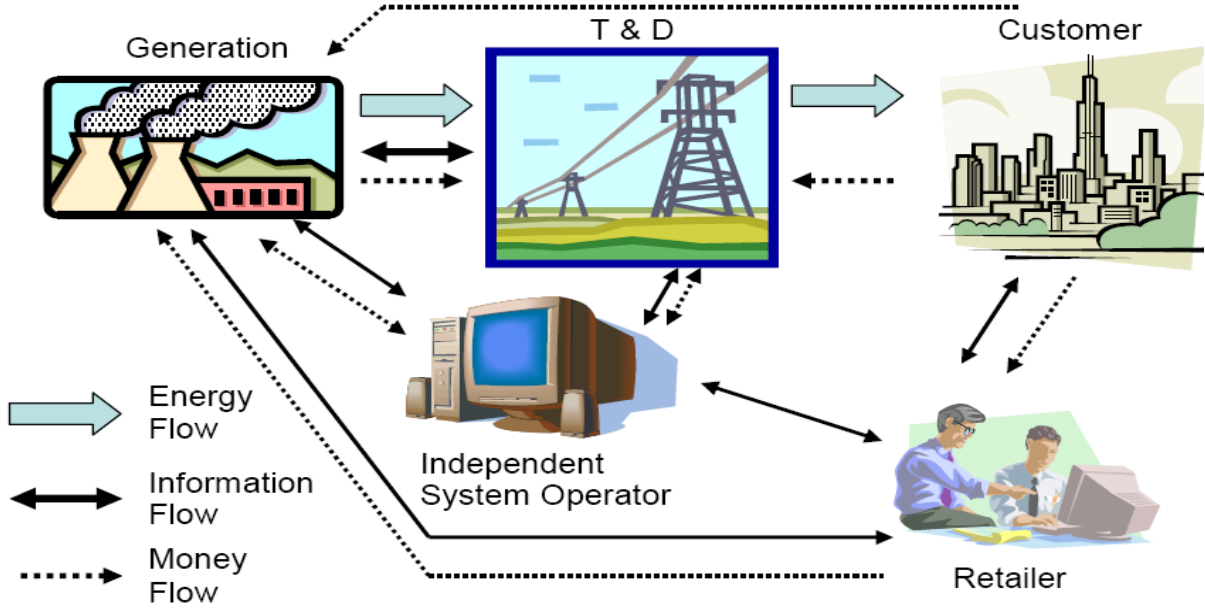 Generation
T & D
Customer
Energy
Flow
Information
Flow
Money
Flow
Independent
System Operator
Retailer